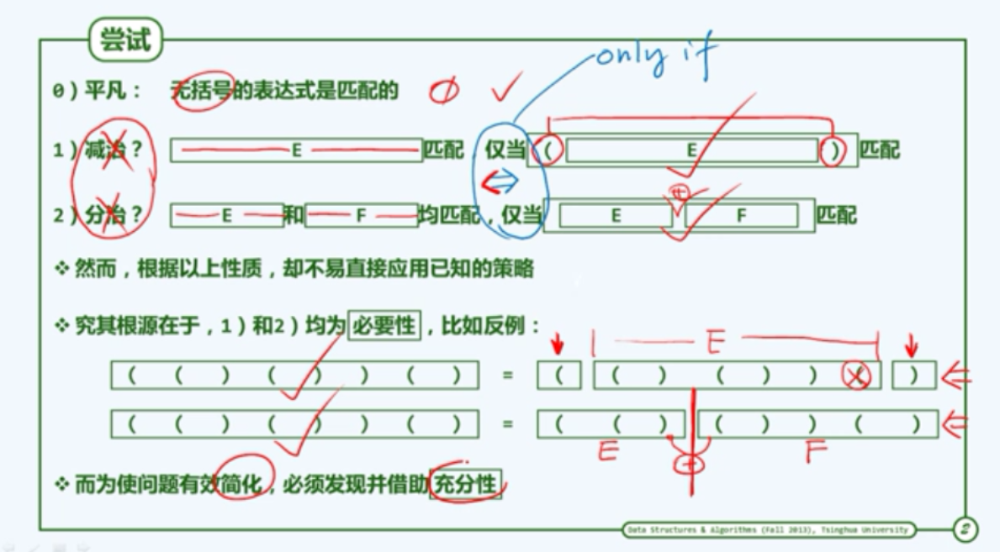 尝试
only if
0）平凡： 无括号的表达式是匹配的 ∅ ✓
1）减治？ E 匹配 仅当 ( E ) 匹配
⇔
2）分治？ E 和 F 均匹配，仅当 E + F 匹配
❖ 然而，根据以上性质，却不易直接应用已知的策略
❖ 究其根源在于，1）和2）均为必要性，比如反例：
E
( ( ) ( ) ) ( ) = ( ( ) ( ) ) ( ) ⇐
( ( ) ( ) ) ( ) = ( ( ) ( ) ) ( ) ⇐
E + F
❖ 而为使问题有效简化，必须发现并借助充分性
Data Structures & Algorithms (Fall 2013), Tsinghua University 2